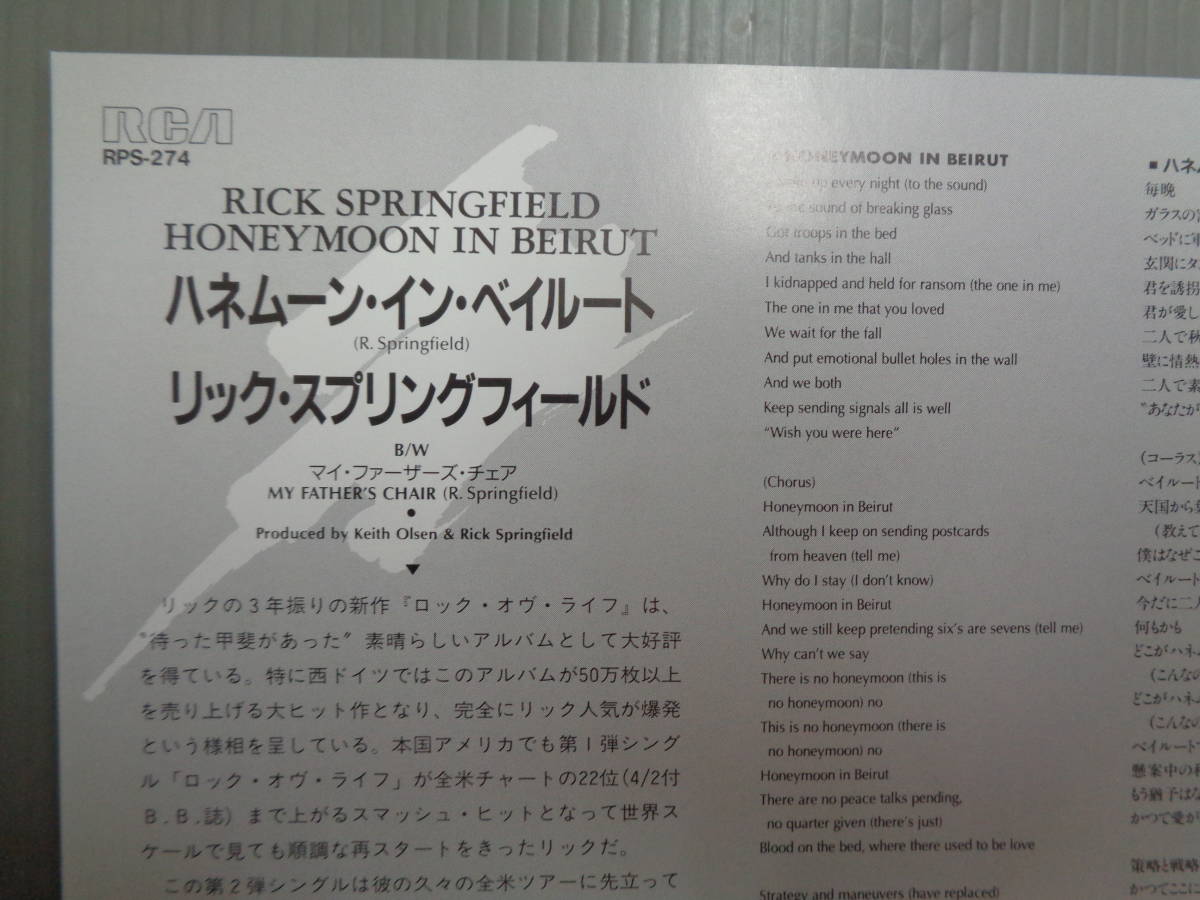 RCA
RPS-274
RICK SPRINGFIELD
HONEYMOON IN BEIRUT
ハネムーン・イン・ベイルート
(R. Springfield)
リック・スプリングフィールド
B/W
マイ・ファーザーズ・チェア
MY FATHER'S CHAIR (R. Springfield)
●
Produced by Keith Olsen & Rick Springfield
▼
リックの3年振りの新作『ロック・オヴ・ライフ』は、
"待った甲斐があった"素晴らしいアルバムとして大好評
を得ている。特に西ドイツではこのアルバムが50万枚以上
を売り上げる大ヒット作となり、完全にリック人気が爆発
という様相を呈している。本国アメリカでも第1弾シング
ル「ロック・オヴ・ライフ」が全米チャートの22位(4/2付
B.B.誌)まで上がるスマッシュ・ヒットとなって世界ス
ケールで見ても順調な再スタートをきったリックだ。
この第2弾シングルは彼の久々の全米ツアーに先立って
HONEYMOON IN BEIRUT
up every night (to the sound)
sound of breaking glass
Got troops in the bed
And tanks in the hall
I kidnapped and held for ransom (the one in me)
The one in me that you loved
We wait for the fall
And put emotional bullet holes in the wall
And we both
Keep sending signals all is well
"Wish you were here"
(Chorus)
Honeymoon in Beirut
Although I keep on sending postcards
from heaven (tell me)
Why do I stay (I don't know)
Honeymoon in Beirut
And we still keep pretending six's are sevens (tell me)
Why can't we say
There is no honeymoon (this is
no honeymoon) no
This is no honeymoon (there is
no honeymoon) no
Honeymoon in Beirut
There are no peace talks pending,
no quarter given (there's just)
Blood on the bed, where there used to be love
Strategy and maneuvers (have replaced)
■ハネム
毎晩
ガラスの
ベッドに
玄関にタ
君を誘拐
君が愛し
二人で秋
壁に情熱
二人で素
"あなたが
(コーラス)
ベイルート
天国から
(教えて
僕はなぜこ
ベイルート
今だに二人
何もかも
どこがハネ
(こんなの
どこがハネ
(こんなの
ベイルート
懸案中の
もう猶予はな
かつて愛が
策略と戦略
かつてここに